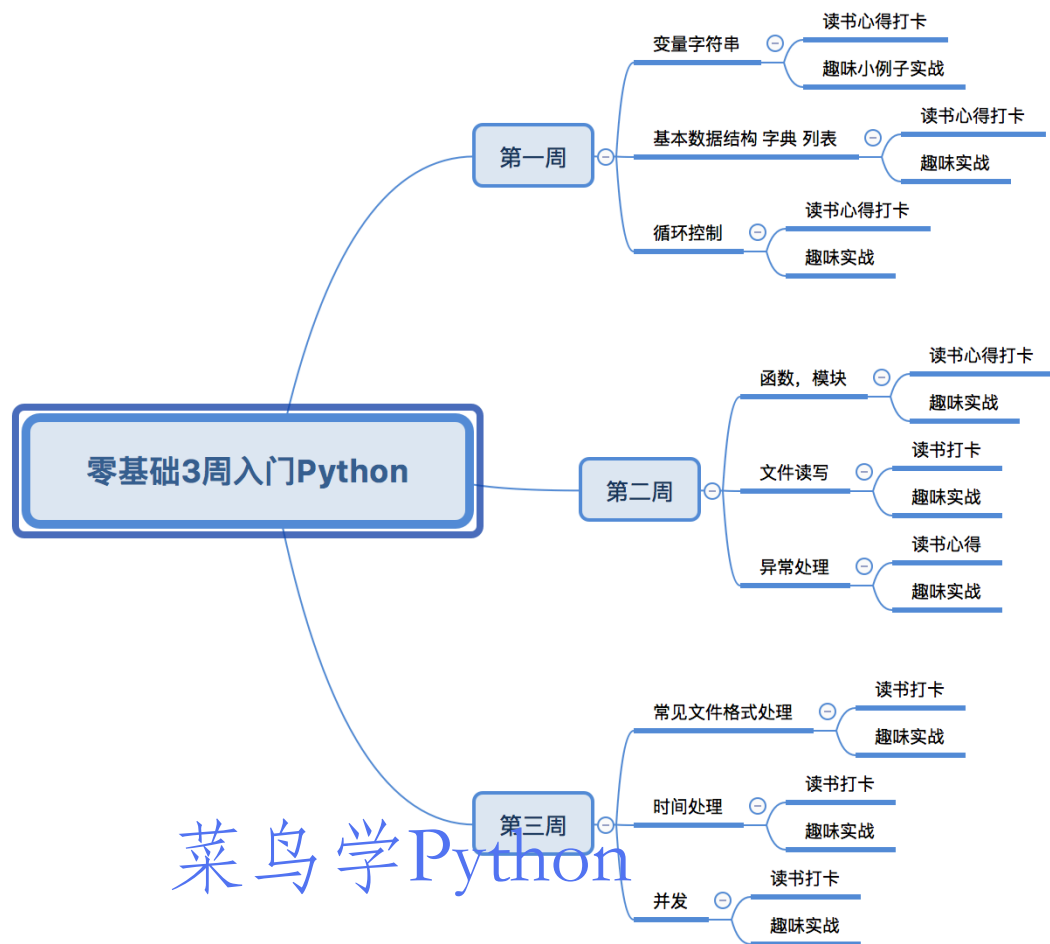 零基础3周入门Python
第一周
变量字符串
读书心得打卡
趣味小例子实战
基本数据结构 字典 列表
读书心得打卡
趣味实战
循环控制
读书心得打卡
趣味实战
第二周
函数，模块
读书心得打卡
趣味实战
文件读写
读书打卡
趣味实战
异常处理
读书心得
趣味实战
第三周
常见文件格式处理
读书打卡
趣味实战
时间处理
读书打卡
趣味实战
并发
读书打卡
趣味实战
菜鸟学Python